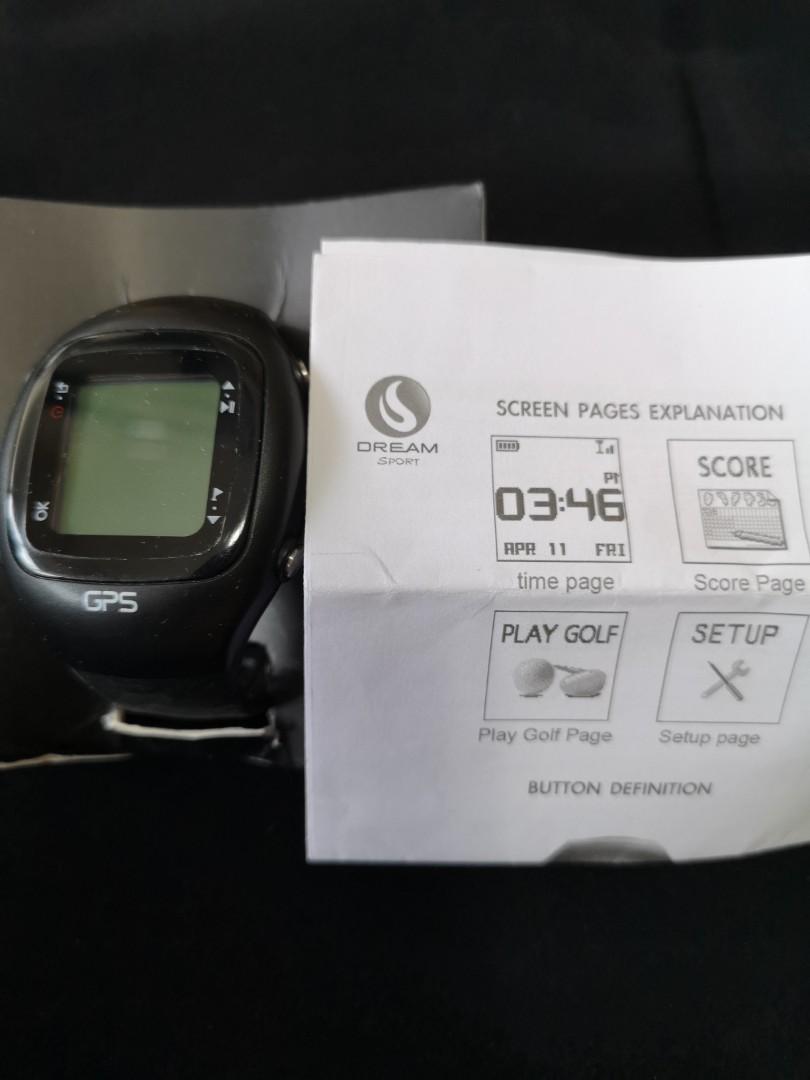 OK
GPS
DREAM
SPORT
SCREEN PAGES EXPLANATION
PM
03:46
APR 11 FRI
time page
SCORE
Score Page
PLAY GOLF
Play Golf Page
SETUP
Setup page
BUTTON DEFINITION